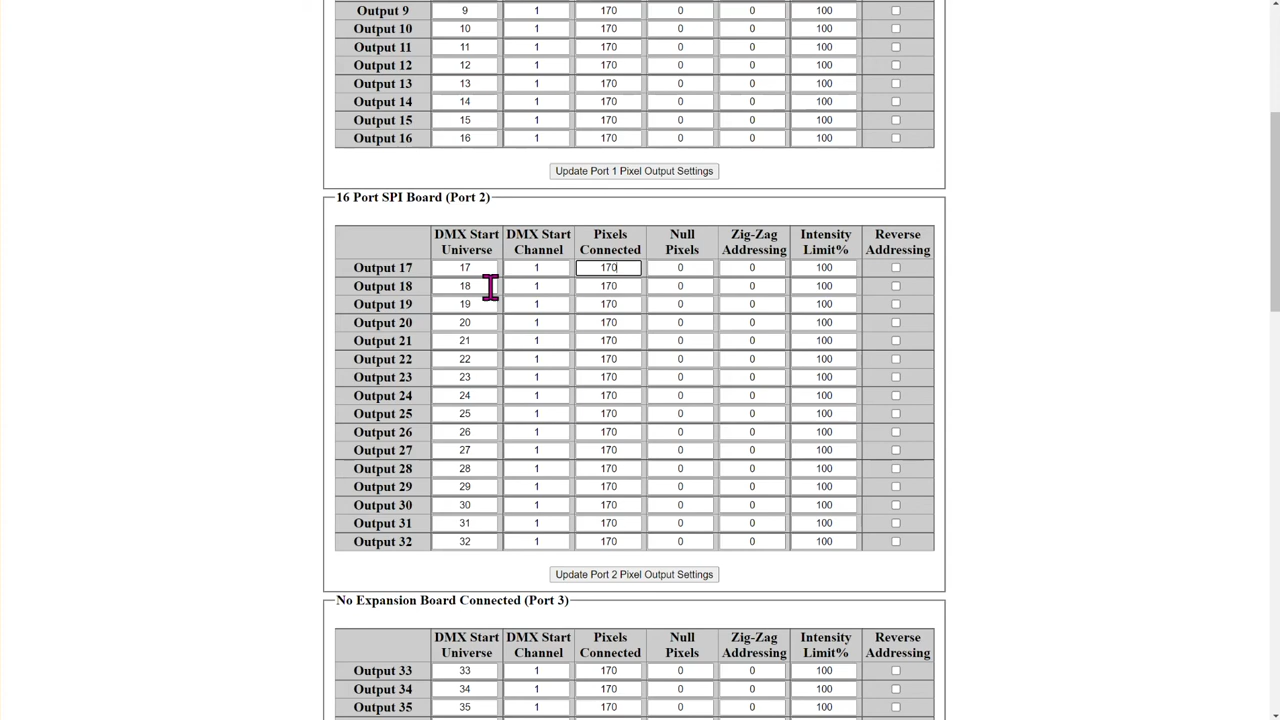 Output 9 9 1 170 0 0 100
Output 10 10 1 170 0 0 100
Output 11 11 1 170 0 0 100
Output 12 12 1 170 0 0 100
Output 13 13 1 170 0 0 100
Output 14 14 1 170 0 0 100
Output 15 15 1 170 0 0 100
Output 16 16 1 170 0 0 100
Update Port 1 Pixel Output Settings
16 Port SPI Board (Port 2)
DMX Start DMX Start Pixels Null Zig-Zag Intensity Reverse
Universe Channel Connected Pixels Addressing Limit% Addressing
Output 17 17 1 170 0 0 100
Output 18 18 1 170 0 0 100
Output 19 19 1 170 0 0 100
Output 20 20 1 170 0 0 100
Output 21 21 1 170 0 0 100
Output 22 22 1 170 0 0 100
Output 23 23 1 170 0 0 100
Output 24 24 1 170 0 0 100
Output 25 25 1 170 0 0 100
Output 26 26 1 170 0 0 100
Output 27 27 1 170 0 0 100
Output 28 28 1 170 0 0 100
Output 29 29 1 170 0 0 100
Output 30 30 1 170 0 0 100
Output 31 31 1 170 0 0 100
Output 32 32 1 170 0 0 100
Update Port 2 Pixel Output Settings
No Expansion Board Connected (Port 3)
DMX Start DMX Start Pixels Null Zig-Zag Intensity Reverse
Universe Channel Connected Pixels Addressing Limit% Addressing
Output 33 33 1 170 0 0 100
Output 34 34 1 170 0 0 100
Output 35 35 1 170 0 0 100